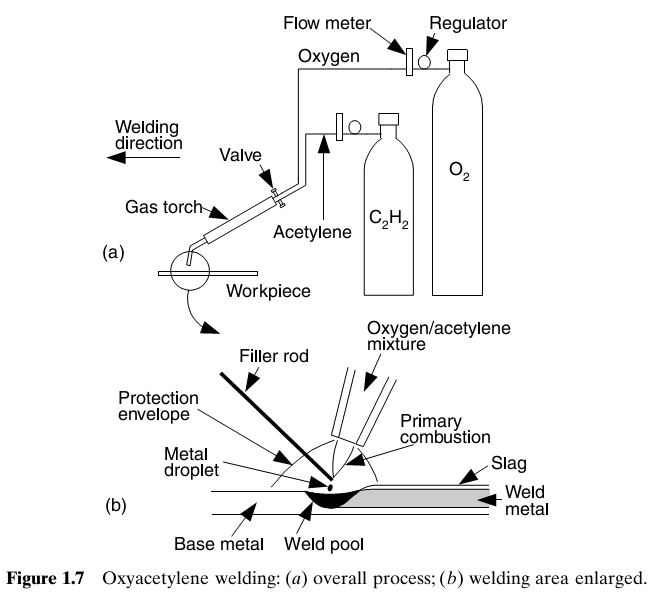 Flow meter
Regulator
Oxygen
Welding
direction
Valve
O2
Gas torch
C2H2
Acetylene
(a)
Workpiece
Oxygen/acetylene
mixture
Filler rod
Protection
envelope
Primary
combustion
Metal
droplet
Slag
Weld
metal
(b)
Base metal
Weld pool
Figure 1.7 Oxyacetylene welding: (a) overall process; (b) welding area enlarged.